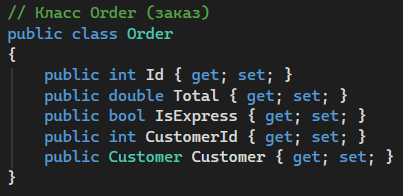 // Класс Order (заказ)
public class Order
{
    public int Id { get; set; }
    public double Total { get; set; }
    public bool IsExpress { get; set; }
    public int CustomerId { get; set; }
    public Customer Customer { get; set; }
}